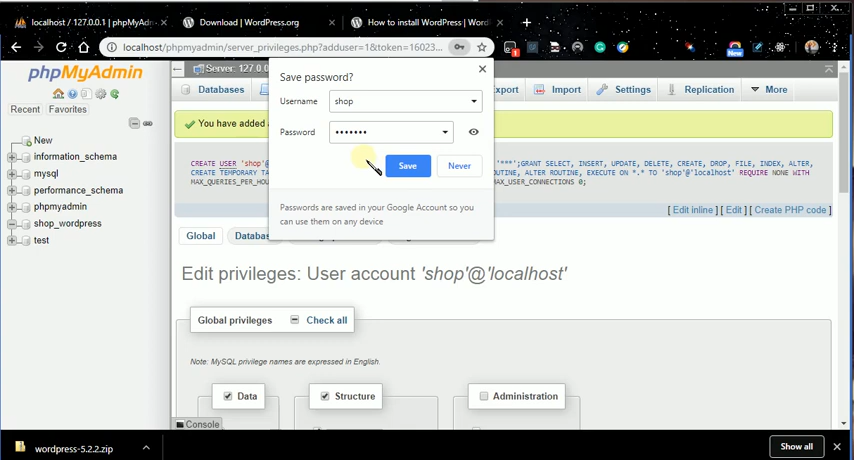 localhost / 127.0.0.1 | phpMyAdm
Download | WordPress.org
How to install WordPress | Word
localhost/phpmyadmin/server_privileges.php?adduser=1&token=16023...
phpMyAdmin
Recent Favorites
New
information_schema
mysql
performance_schema
phpmyadmin
shop_wordpress
test
Server: 127.0.0
Databases
xport
Import
Settings
Replication
More
You have added a
Save password?
Username shop
Password •••••••
Save Never
Passwords are saved in your Google Account so you
can use them on any device
CREATE USER 'shop'@ '***';GRANT SELECT, INSERT, UPDATE, DELETE, CREATE, DROP, FILE, INDEX, ALTER,
CREATE TEMPORARY TA OUTINE, ALTER ROUTINE, EXECUTE ON *.* TO 'shop'@'localhost' REQUIRE NONE WITH
MAX_QUERIES_PER_HOU MAX_USER_CONNECTIONS 0;
[ Edit inline ] [ Edit ] [ Create PHP code ]
Global Databas
Edit privileges: User account 'shop'@'localhost'
Global privileges Check all
Note: MySQL privilege names are expressed in English.
Data Structure Administration
Console
wordpress-5.2.2.zip
Show all
New
1